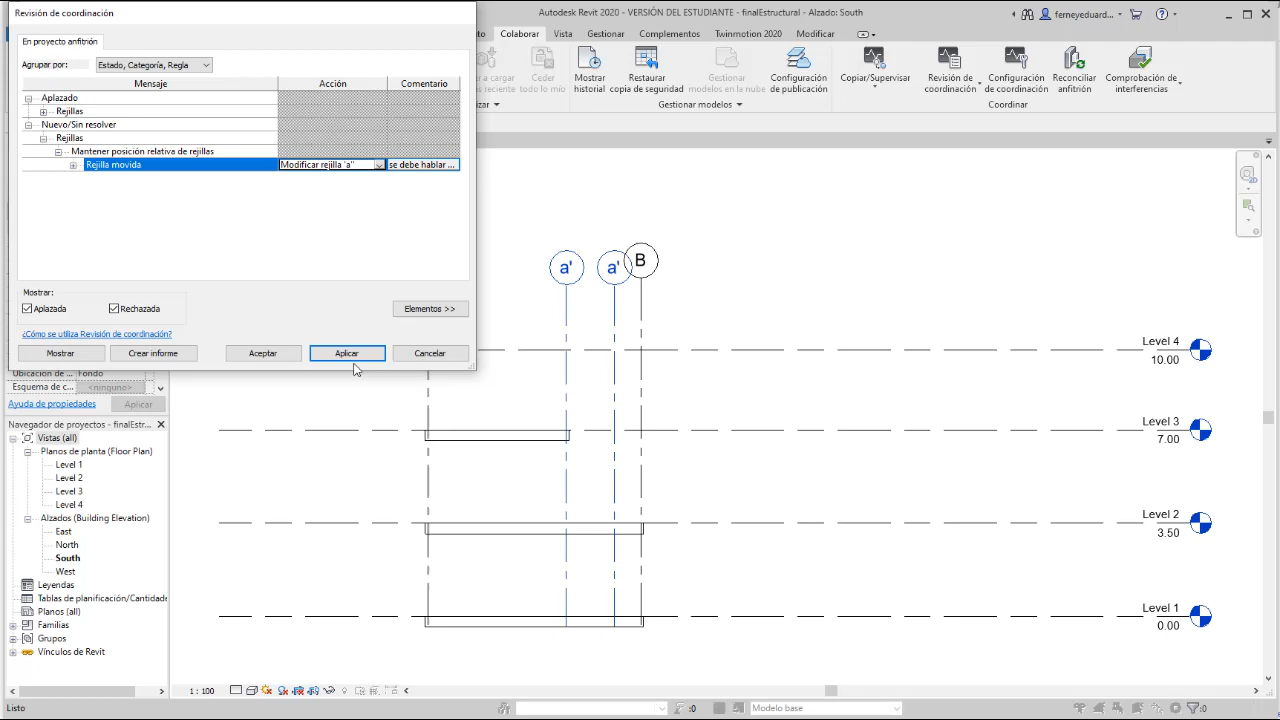 Revisión de coordinación
Autodesk Revit 2020 - VERSIÓN DEL ESTUDIANTE - finalEstructural - Alzado: South
ferneyeduard...
En proyecto anfitrión
Colaborar
Vista
Gestionar
Complementos
Twinmotion 2020
Modificar
Agrupar por:
Estado, Categoría, Regla
Mensaje
Acción
Comentario
Aplazado
Rejillas
Nuevo/Sin resolver
Rejillas
Mantener posición relativa de rejillas
Rejilla movida
Modificar rejilla 'a''
se debe hablar ...
Mostrar:
Aplazada
Rechazada
Elementos >>
¿Cómo se utiliza Revisión de coordinación?
Mostrar
Crear informe
Aceptar
Aplicar
Cancelar
Ceder
todo lo mío
Mostrar
historial
Restaurar
copia de seguridad
Gestionar
modelos en la nube
Configuración
de publicación
Gestionar modelos
Copiar/Supervisar
Revisión de
coordinación
Configuración
de coordinación
Reconciliar
anfitrión
Comprobación de
interferencias
Coordinar
Ubicación de...
Fondo
Esquema de c...
<ninguno>
Ayuda de propiedades
Aplicar
Navegador de proyectos - finalEstru...
Vistas (all)
Planos de planta (Floor Plan)
Level 1
Level 2
Level 3
Level 4
Alzados (Building Elevation)
East
North
South
West
Leyendas
Tablas de planificación/Cantidade
Planos (all)
Familias
Grupos
Vínculos de Revit
a'
a'
B
Level 4
10.00
Level 3
7.00
Level 2
3.50
Level 1
0.00
1 : 100
Listo
:0
Modelo base
:0